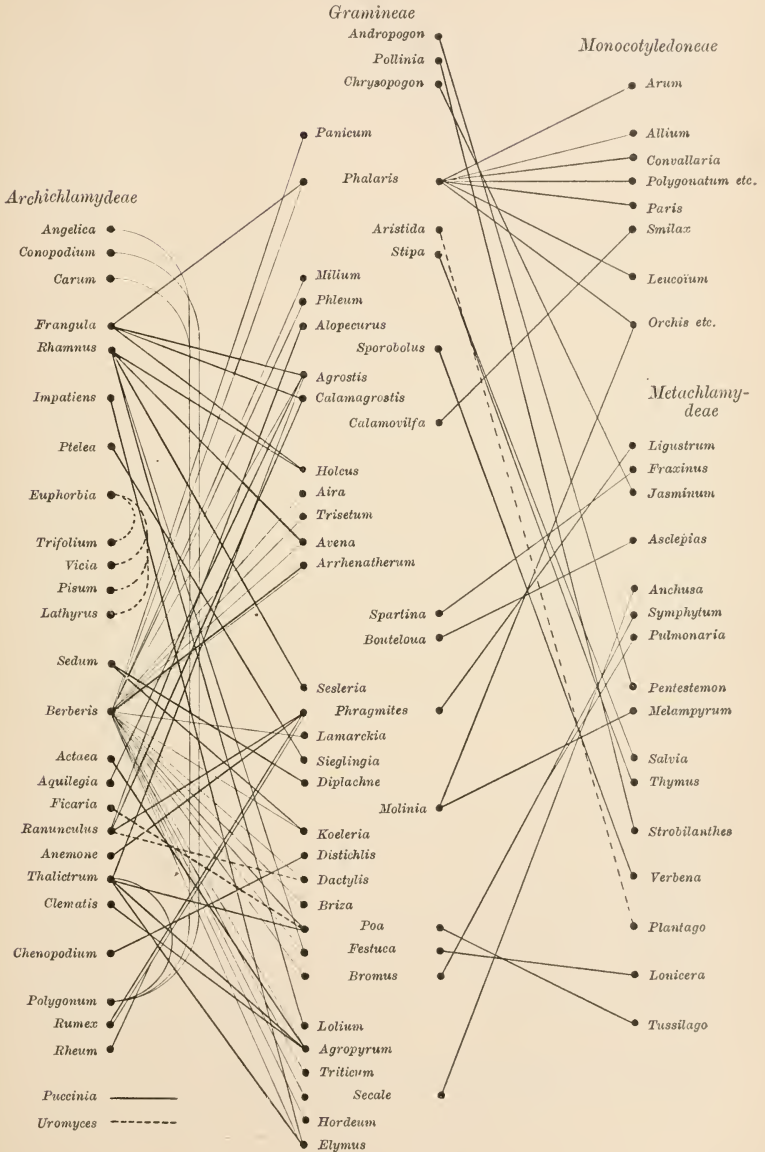 Gramineae
Andropogon
Pollinia
Chrysopogon
Panicum
Phalaris
Aristida
Stipa
Milium
Phleum
Alopecurus
Sporobolus
Agrostis
Calamagrostis
Calamovilfa
Holcus
Aira
Trisetum
Avena
Arrhenatherum
Spartina
Bouteloua
Sesleria
Phragmites
Lamarckia
Sieglingia
Diplachne
Molinia
Koeleria
Distichlis
Dactylis
Briza
Poa
Festuca
Bromus
Lolium
Agropyrum
Triticum
Secale
Hordeum
Elymus
Archichlamydeae
Angelica
Conopodium
Carum
Frangula
Rhamnus
Impatiens
Ptelea
Euphorbia
Trifolium
Vicia
Pisum
Lathyrus
Sedum
Berberis
Actaea
Aquilegia
Ficaria
Ranunculus
Anemone
Thalictrum
Clematis
Chenopodium
Polygonum
Rumex
Rheum
Puccinia
Uromyces
Monocotyledoneae
Arum
Allium
Convallaria
Polygonatum etc.
Paris
Smilax
Leucoïum
Orchis etc.
Metachlamy-
deae
Ligustrum
Fraxinus
Jasminum
Asclepias
Anchusa
Symphytum
Pulmonaria
Pentestemon
Melampyrum
Salvia
Thymus
Strobilanthes
Verbena
Plantago
Lonicera
Tussilago